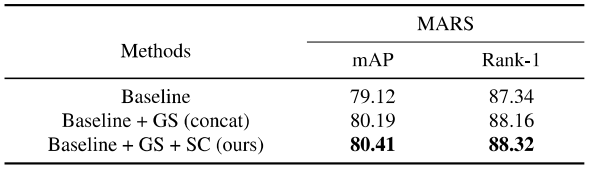 MARS
Methods
mAP Rank-1
Baseline 79.12 87.34
Baseline + GS (concat) 80.19 88.16
Baseline + GS + SC (ours) 80.41 88.32